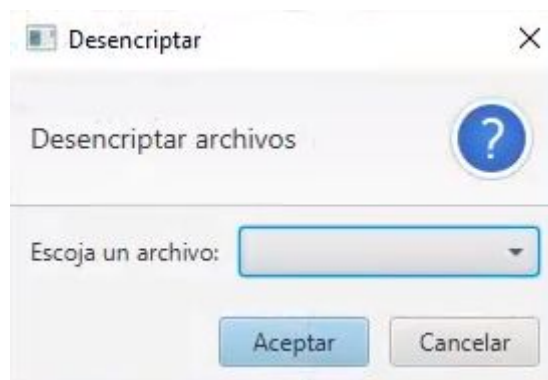 Desencriptar
Desencriptar archivos
?
Escoja un archivo:
Aceptar Cancelar